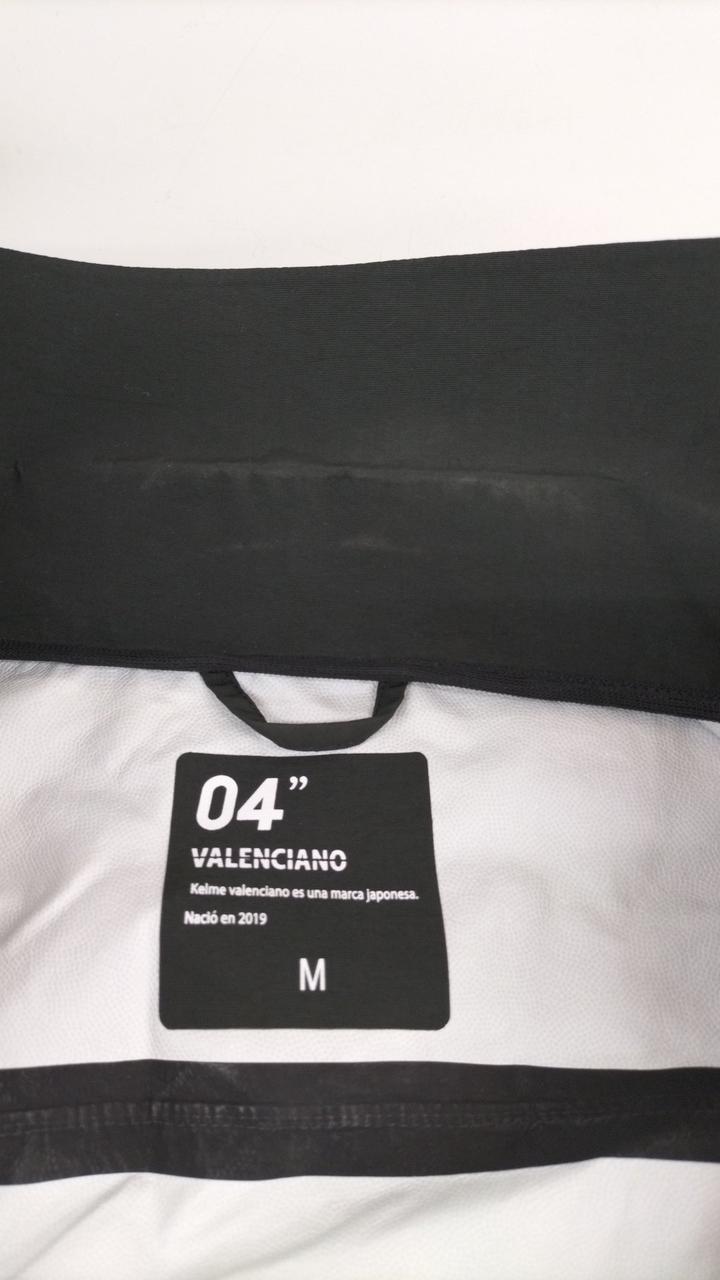 04”
VALENCIANO
Kelme valenciano es una marca japonesa.
Nació en 2019
M